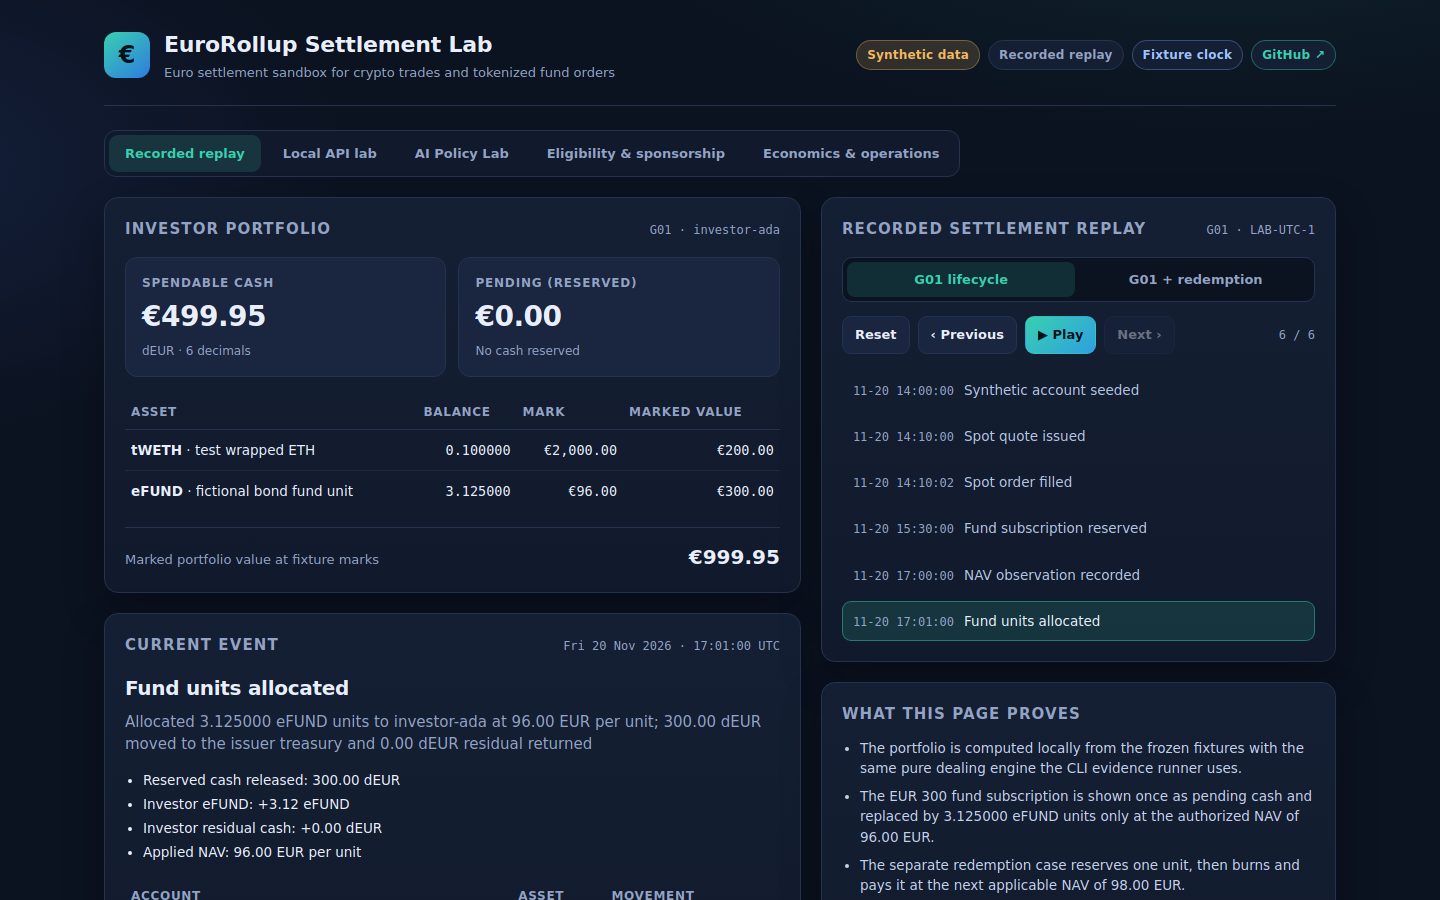 €
EuroRollup Settlement Lab
Euro settlement sandbox for crypto trades and tokenized fund orders
Synthetic data
Recorded replay
Fixture clock
GitHub ↗
Recorded replay
Local API lab
AI Policy Lab
Eligibility & sponsorship
Economics & operations
INVESTOR PORTFOLIO
G01 · investor-ada
SPENDABLE CASH
€499.95
dEUR · 6 decimals
PENDING (RESERVED)
€0.00
No cash reserved
ASSET BALANCE MARK MARKED VALUE
tWETH · test wrapped ETH 0.100000 €2,000.00 €200.00
eFUND · fictional bond fund unit 3.125000 €96.00 €300.00
Marked portfolio value at fixture marks €999.95
CURRENT EVENT
Fri 20 Nov 2026 · 17:01:00 UTC
Fund units allocated
Allocated 3.125000 eFUND units to investor-ada at 96.00 EUR per unit; 300.00 dEUR
moved to the issuer treasury and 0.00 dEUR residual returned
• Reserved cash released: 300.00 dEUR
• Investor eFUND: +3.12 eFUND
• Investor residual cash: +0.00 dEUR
• Applied NAV: 96.00 EUR per unit
ACCOUNT ASSET MOVEMENT
RECORDED SETTLEMENT REPLAY
G01 · LAB-UTC-1
G01 lifecycle
G01 + redemption
Reset
‹ Previous
▶ Play
Next ›
6 / 6
11-20 14:00:00 Synthetic account seeded
11-20 14:10:00 Spot quote issued
11-20 14:10:02 Spot order filled
11-20 15:30:00 Fund subscription reserved
11-20 17:00:00 NAV observation recorded
11-20 17:01:00 Fund units allocated
WHAT THIS PAGE PROVES
• The portfolio is computed locally from the frozen fixtures with the
same pure dealing engine the CLI evidence runner uses.
• The EUR 300 fund subscription is shown once as pending cash and
replaced by 3.125000 eFUND units only at the authorized NAV of
96.00 EUR.
• The separate redemption case reserves one unit, then burns and
pays it at the next applicable NAV of 98.00 EUR.